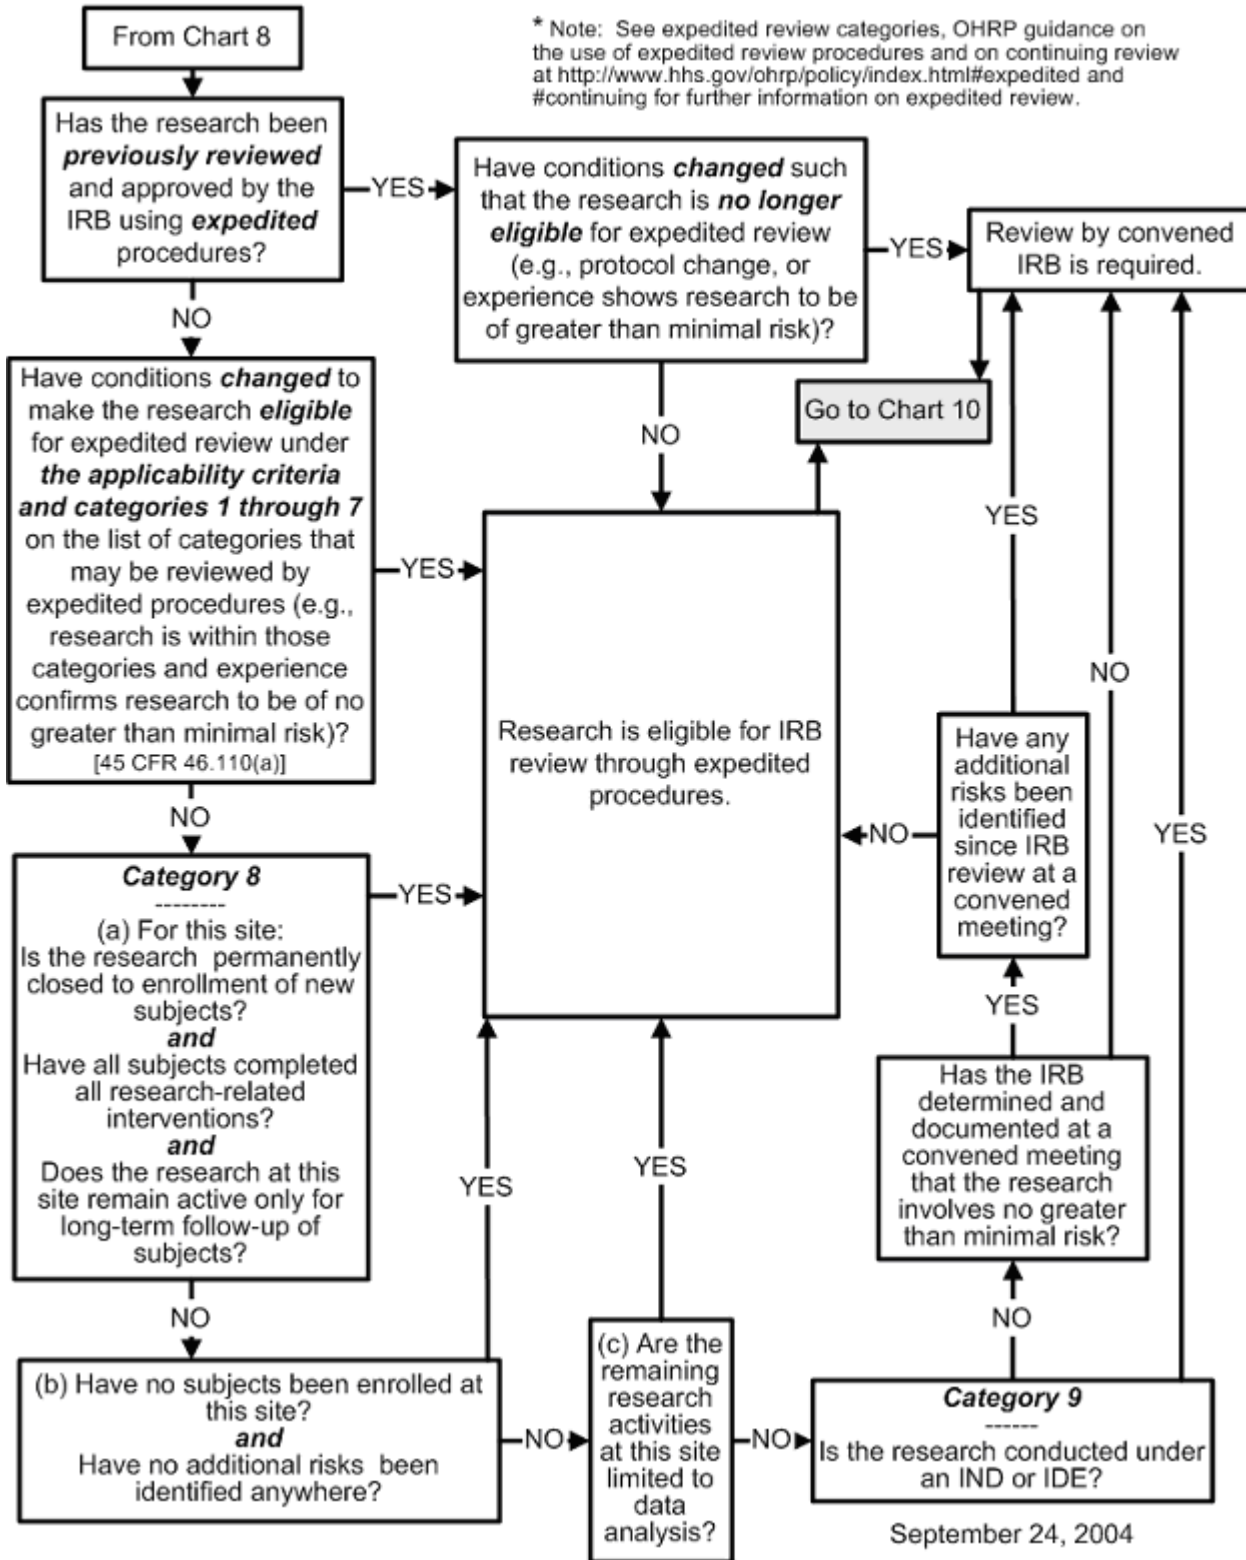 From Chart 8
* Note: See expedited review categories, OHRP guidance on
the use of expedited review procedures and on continuing review
at http://www.hhs.gov/ohrp/policy/index.html#expedited and
#continuing for further information on expedited review.
Has the research been
previously reviewed
and approved by the
IRB using expedited
procedures?
YES
Have conditions changed such
that the research is no longer
eligible for expedited review
(e.g., protocol change, or
experience shows research to be
of greater than minimal risk)?
YES
Review by convened
IRB is required.
NO
Have conditions changed to
make the research eligible
for expedited review under
the applicability criteria
and categories 1 through 7
on the list of categories that
may be reviewed by
expedited procedures (e.g.,
research is within those
categories and experience
confirms research to be of no
greater than minimal risk)?
[45 CFR 46.110(a)]
YES
NO
Go to Chart 10
Research is eligible for IRB
review through expedited
procedures.
YES
NO
YES
Have any
additional
risks been
identified
since IRB
review at a
convened
meeting?
NO
NO
Category 8
--------
(a) For this site:
Is the research permanently
closed to enrollment of new
subjects?
and
Have all subjects completed
all research-related
interventions?
and
Does the research at this
site remain active only for
long-term follow-up of
subjects?
YES
YES
YES
YES
Has the IRB
determined and
documented at a
convened meeting
that the research
involves no greater
than minimal risk?
NO
NO
(b) Have no subjects been enrolled at
this site?
and
Have no additional risks been
identified anywhere?
NO
(c) Are the
remaining
research
activities
at this site
limited to
data
analysis?
NO
Category 9
------
Is the research conducted under
an IND or IDE?
September 24, 2004